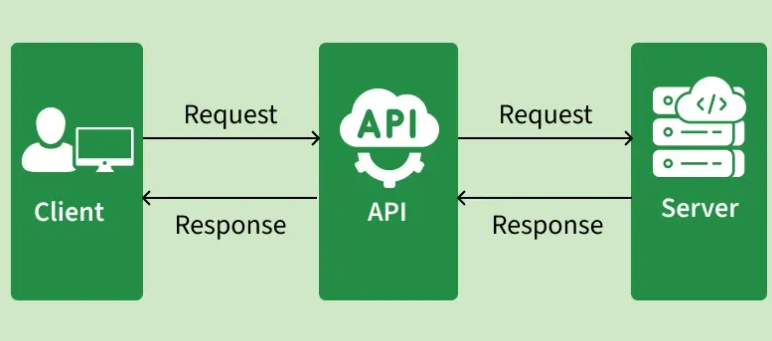 Request
Request
API
</>
Client
API
Server
Response
Response